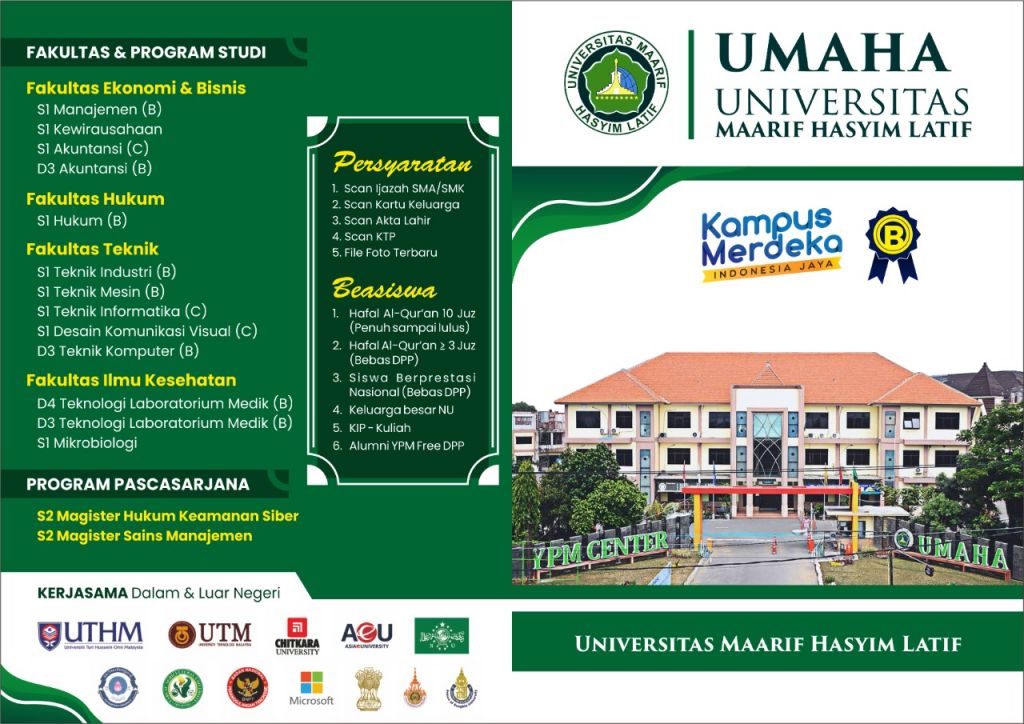 FAKULTAS & PROGRAM STUDI
Fakultas Ekonomi & Bisnis
S1 Manajemen (B)
S1 Kewirausahaan
S1 Akuntansi (C)
D3 Akuntansi (B)
Fakultas Hukum
S1 Hukum (B)
Fakultas Teknik
S1 Teknik Industri (B)
S1 Teknik Mesin (B)
S1 Teknik Informatika (C)
S1 Desain Komunikasi Visual (C)
D3 Teknik Komputer (B)
Fakultas Ilmu Kesehatan
D4 Teknologi Laboratorium Medik (B)
D3 Teknologi Laboratorium Medik (B)
S1 Mikrobiologi
PROGRAM PASCASARJANA
S2 Magister Hukum Keamanan Siber
S2 Magister Sains Manajemen
Persyaratan
1. Scan Ijazah SMA/SMK
2. Scan Kartu Keluarga
3. Scan Akta Lahir
4. Scan KTP
5. File Foto Terbaru
Beasiswa
1. Hafal Al-Qur'an 10 Juz
(Penuh sampai lulus)
2. Hafal Al-Qur'an ≥ 3 Juz
(Bebas DPP)
3. Siswa Berprestasi
Nasional (Bebas DPP)
4. Keluarga besar NU
5. KIP - Kuliah
6. Alumni YPM Free DPP
KERJASAMA Dalam & Luar Negeri
UTHM
Universiti Tun Hussein Onn Malaysia
UTM
UNIVERSITI TEKNOLOGI MALAYSIA
CHITKARA
UNIVERSITY
AeU
ASIA e UNIVERSITY
Microsoft
UNIVERSITAS MAARIF
HASYIM LATIF
UMAHA
UNIVERSITAS
MAARIF HASYIM LATIF
Kampus
Merdeka
INDONESIA JAYA
B
YPM CENTER
UMAHA
UNIVERSITAS MAARIF HASYIM LATIF